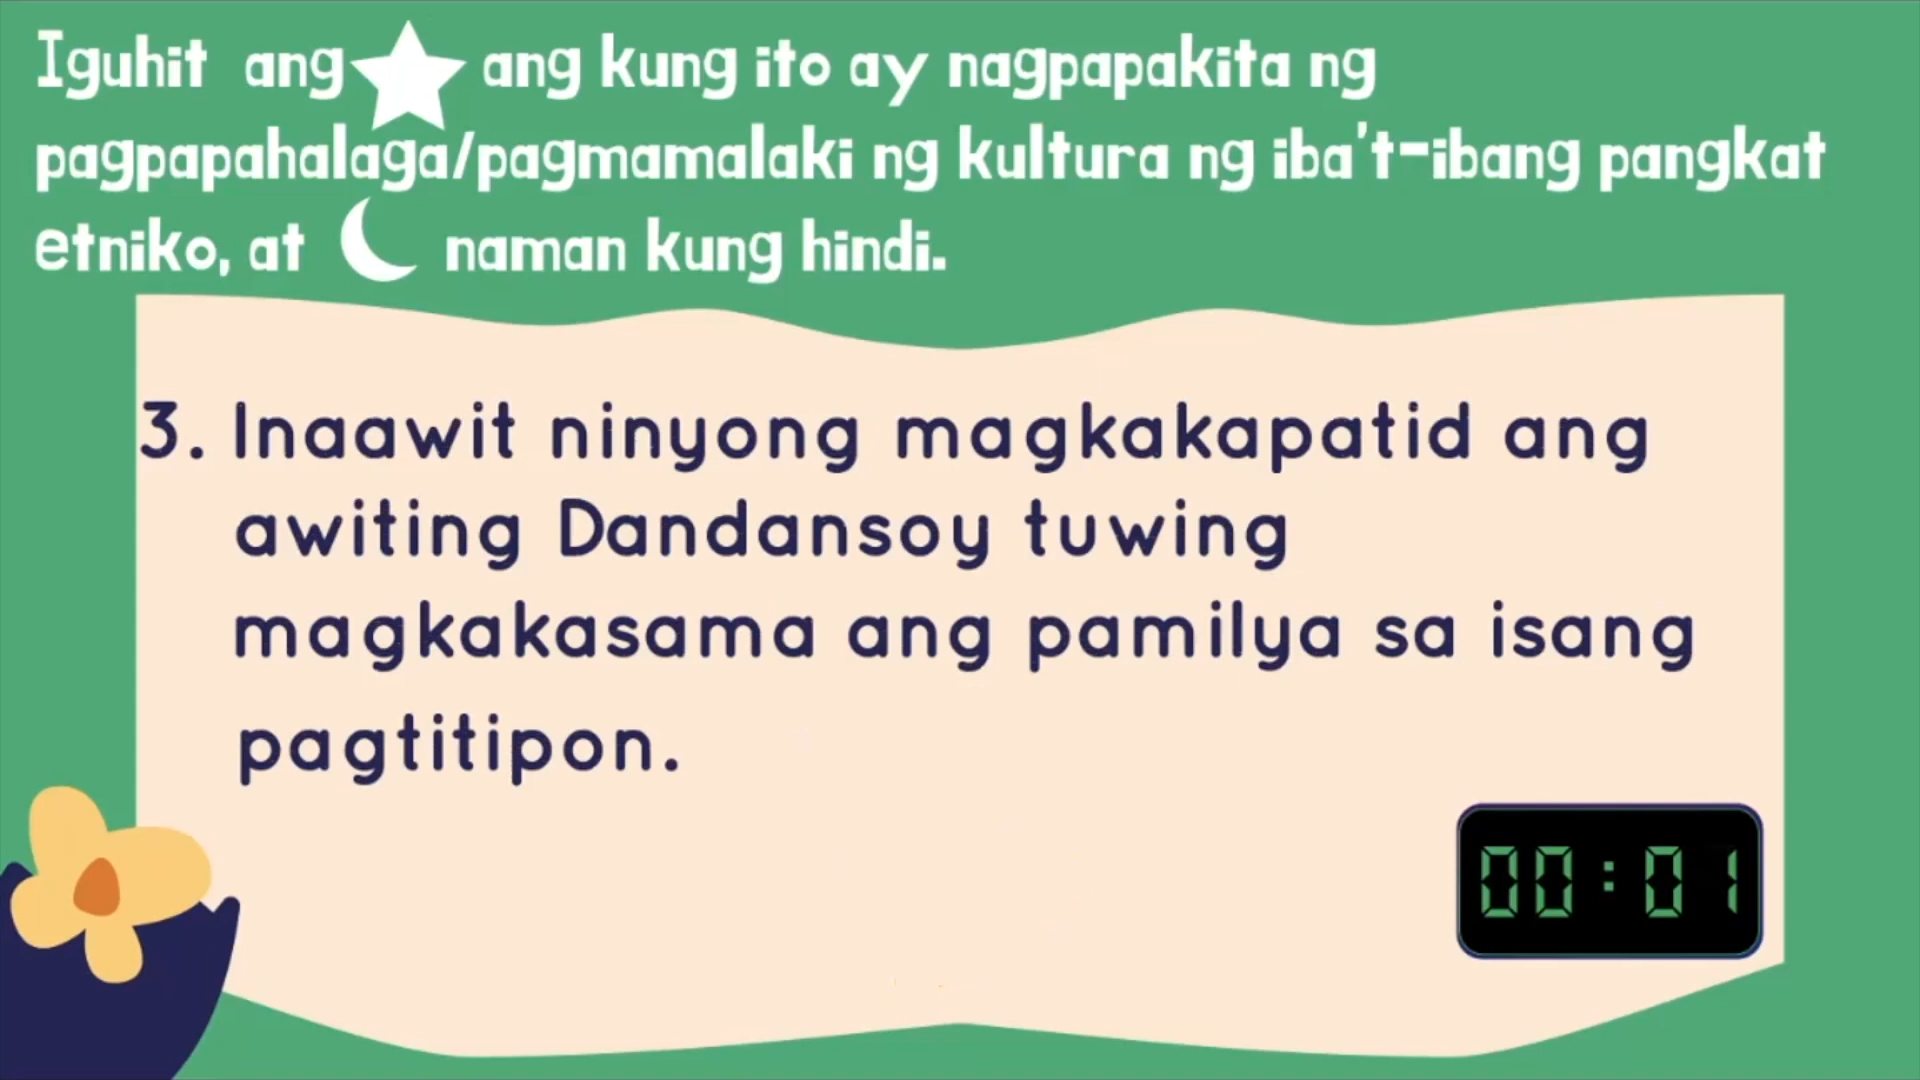 Iguhit ang ang kung ito ay nagpapakita ng
pagpapahalaga/pagmamalaki ng kultura ng iba't-ibang pangkat
etniko, at naman kung hindi.
3. Inaawit ninyong magkakapatid ang
awiting Dandansoy tuwing
magkakasama ang pamilya sa isang
pagtitipon.
00:01